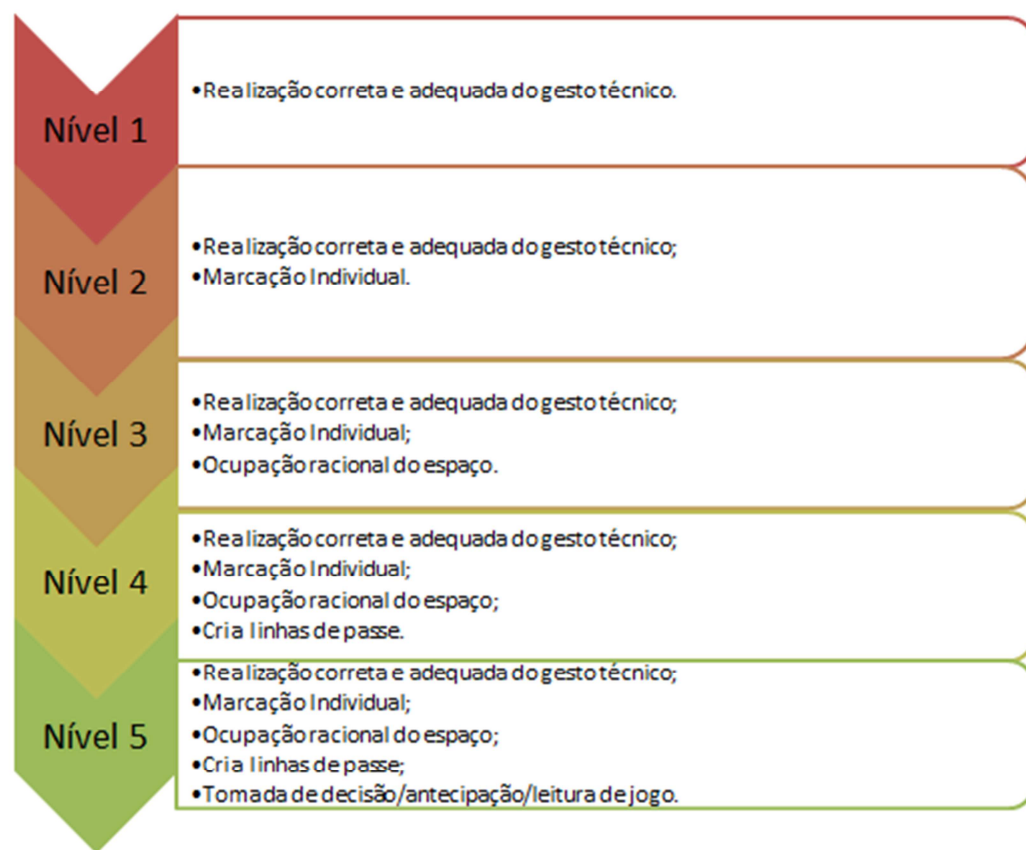 Nível 1
•Realização correta e adequada do gesto técnico.
Nível 2
•Realização correta e adequada do gesto técnico;
•Marcação Individual.
Nível 3
•Realização correta e adequada do gesto técnico;
•Marcação Individual;
•Ocupação racional do espaço.
Nível 4
•Realização correta e adequada do gesto técnico;
•Marcação Individual;
•Ocupação racional do espaço;
•Cria linhas de passe.
Nível 5
•Realização correta e adequada do gesto técnico;
•Marcação Individual;
•Ocupação racional do espaço;
•Cria linhas de passe;
•Tomada de decisão/antecipação/leitura de jogo.